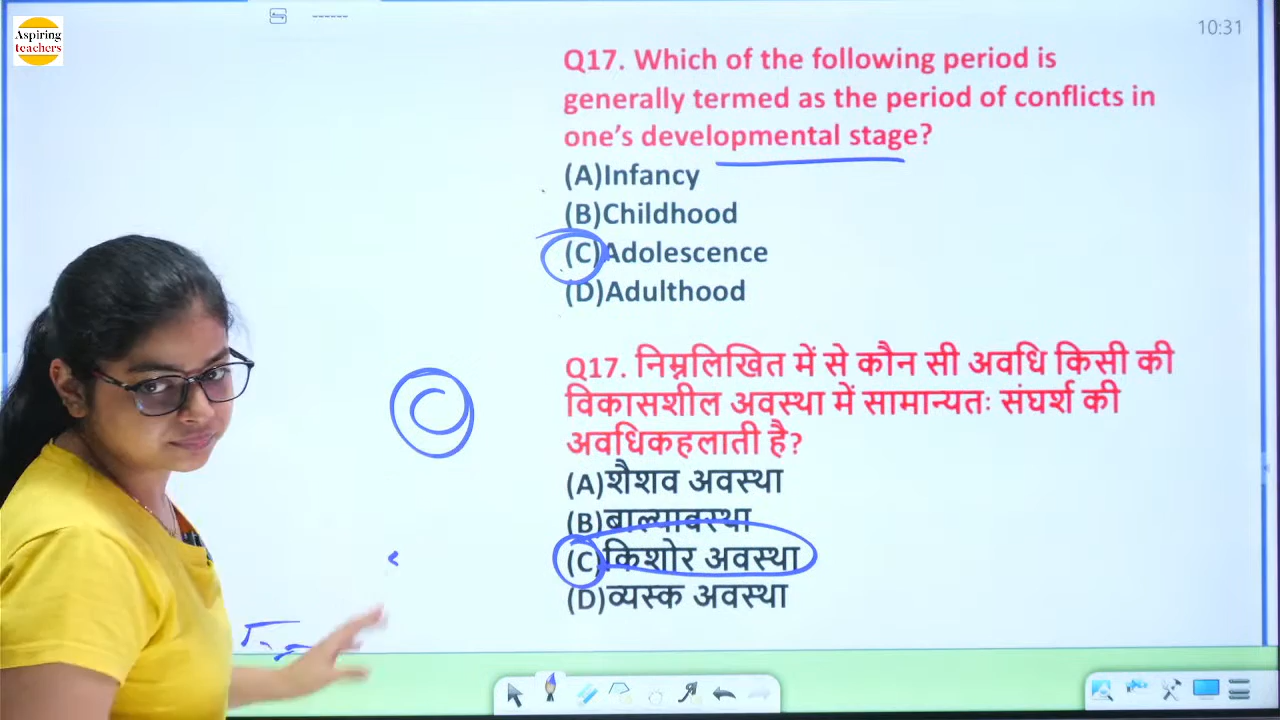 Aspiring
teachers
10:31
Q17. Which of the following period is
generally termed as the period of conflicts in
one's developmental stage?
(A)Infancy
(B)Childhood
(C)Adolescence
(D)Adulthood
C
Q17. निम्नलिखित में से कौन सी अवधि किसी की
विकासशील अवस्था में सामान्यतः संघर्श की
अवधिकहलाती है?
(A)शैशव अवस्था
(B)बाल्यावस्था
(C)किशोर अवस्था
(D)व्यस्क अवस्था